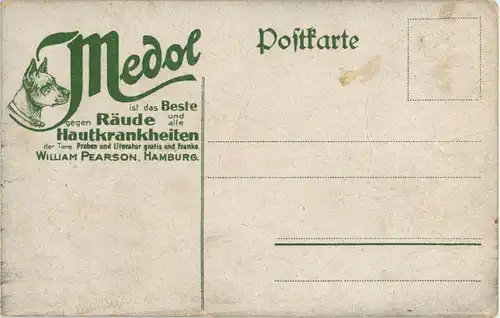 Medol
ist das Beste
gegen Räude und alle
Hautkrankheiten
der Tiere. Proben und Literatur gratis und franko.
WILLIAM PEARSON, HAMBURG.
Postkarte